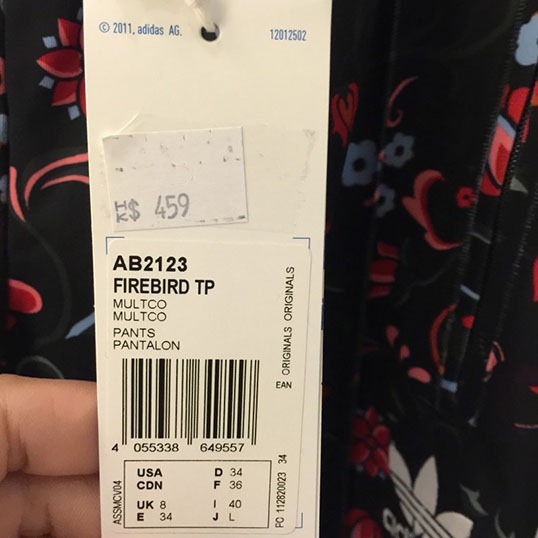 © 2011, adidas AG.
12012502
HK$ 459
AB2123
FIREBIRD TP
MULTCO
MULTCO
PANTS
PANTALON
ORIGINALS ORIGINALS
EAN
4 055338 649557
ASSMCV04
USA D 34
CDN F 36
UK 8 I 40
E 34 J L
PO 112820023 34